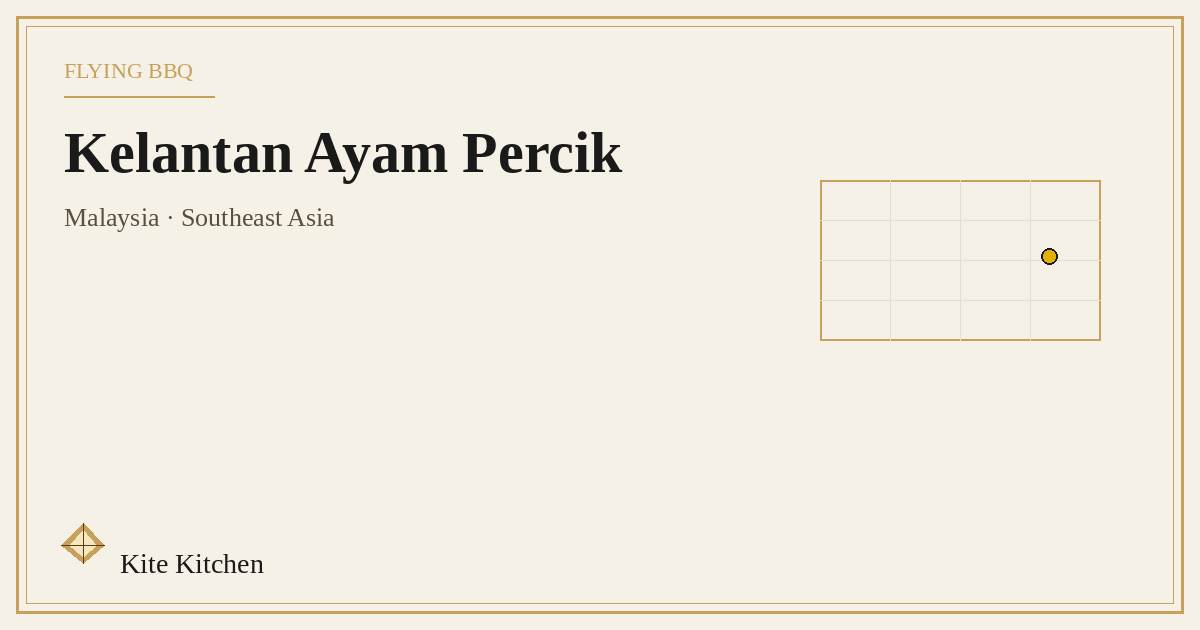 FLYING BBQ
Kelantan Ayam Percik
Malaysia · Southeast Asia
Kite Kitchen